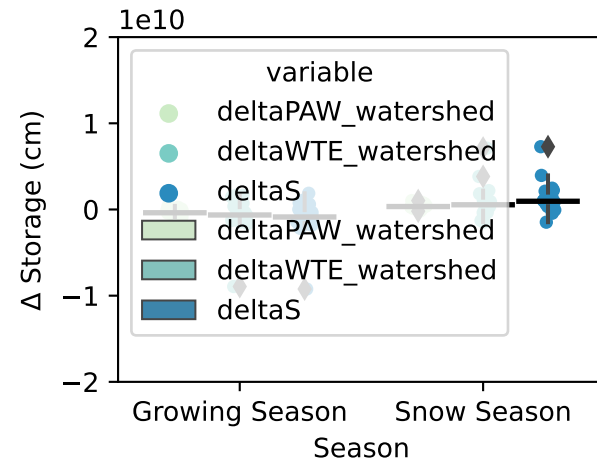 1e10
2
1
0
−1
−2
Δ Storage (cm)
variable
deltaPAW_watershed
deltaWTE_watershed
deltaS
deltaPAW_watershed
deltaWTE_watershed
deltaS
Growing Season
Snow Season
Season